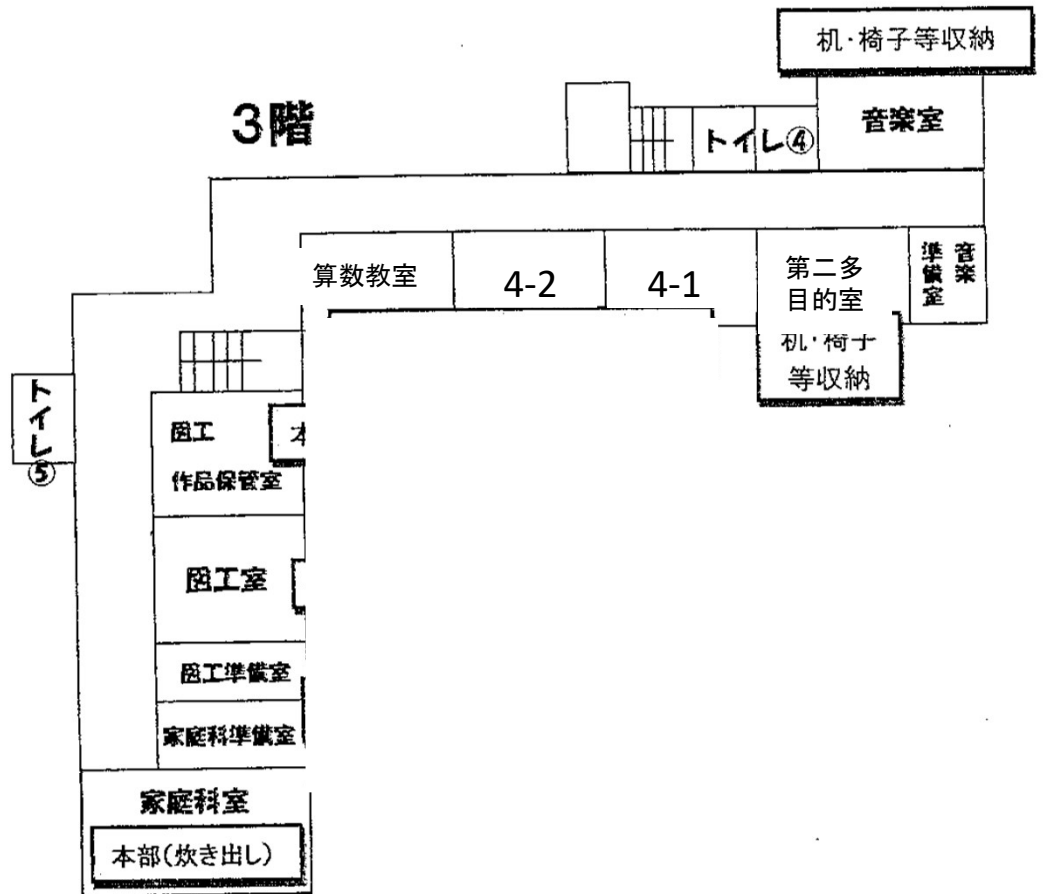 机・椅子等収納
3階
トイレ④
音楽室
算数教室
4-2
4-1
第二多
目的室
音楽
準備室
机・椅子
等収納
トイレ⑤
図工
作品保管室
図工室
図工準備室
家庭科準備室
家庭科室
本部(炊き出し)